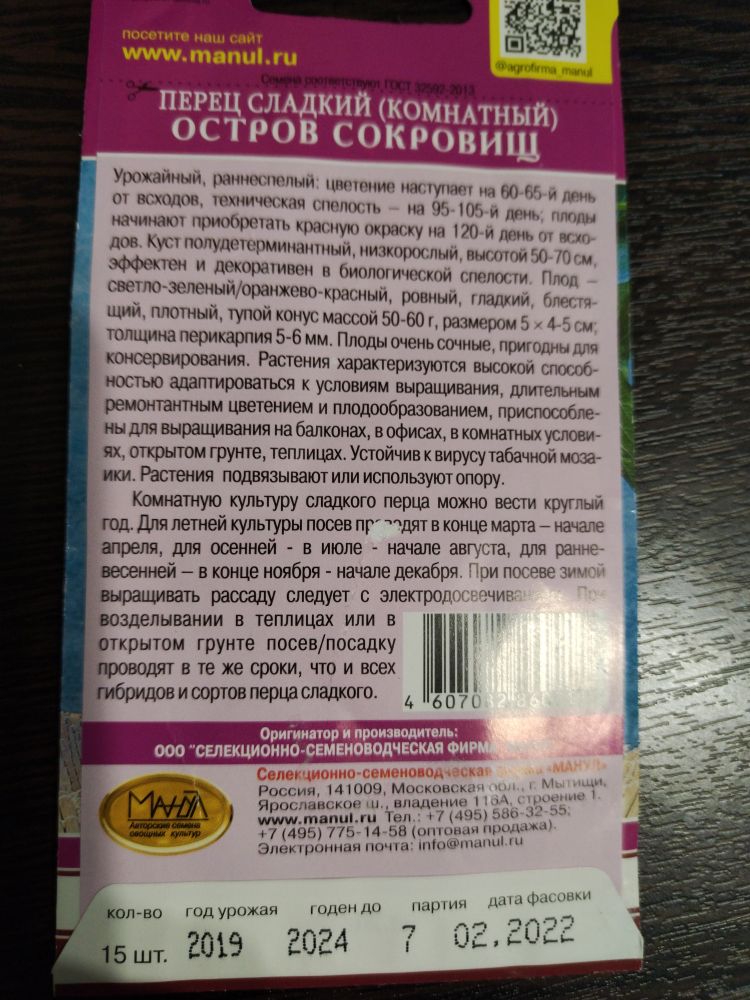 посетите наш сайт
www.manul.ru
@agrofirma_manul
Семена соответствуют ГОСТ 32592-2013
ПЕРЕЦ СЛАДКИЙ (КОМНАТНЫЙ)
ОСТРОВ СОКРОВИЩ
Урожайный, раннеспелый: цветение наступает на 60-65-й день
от всходов, техническая спелость – на 95-105-й день; плоды
начинают приобретать красную окраску на 120-й день от всхо-
дов. Куст полудетерминантный, низкорослый, высотой 50-70 см,
эффектен и декоративен в биологической спелости. Плод –
светло-зеленый/оранжево-красный, ровный, гладкий, блестя-
щий, плотный, тупой конус массой 50-60 г, размером 5 × 4-5 см;
толщина перикарпия 5-6 мм. Плоды очень сочные, пригодны для
консервирования. Растения характеризуются высокой способ-
ностью адаптироваться к условиям выращивания, длительным
ремонтантным цветением и плодообразованием, приспособле-
ны для выращивания на балконах, в офисах, в комнатных услови-
ях, открытом грунте, теплицах. Устойчив к вирусу табачной моза-
ики. Растения подвязывают или используют опору.
Комнатную культуру сладкого перца можно вести круглый
год. Для летней культуры посев проводят в конце марта – начале
апреля, для осенней - в июле - начале августа, для ранне-
весенней – в конце ноября - начале декабря. При посеве зимой
выращивать рассаду следует с электродосвечиванием. При
возделывании в теплицах или в
открытом грунте посев/посадку
проводят в те же сроки, что и всех
гибридов и сортов перца сладкого.
4 607082 86
Оригинатор и производитель:
ООО "СЕЛЕКЦИОННО-СЕМЕНОВОДЧЕСКАЯ ФИРМА
Селекционно-семеноводческая фирма «МАНУЛ»
Россия, 141009, Московская обл., г. Мытищи,
Ярославское ш., владение 116А, строение 1.
www.manul.ru Тел.: +7 (495) 586-32-55;
+7 (495) 775-14-58 (оптовая продажа).
Электронная почта: info@manul.ru
МАНУЛ
Авторские семена
овощных культур
кол-во год урожая годен до партия дата фасовки
15 шт. 2019 2024 7 02.2022